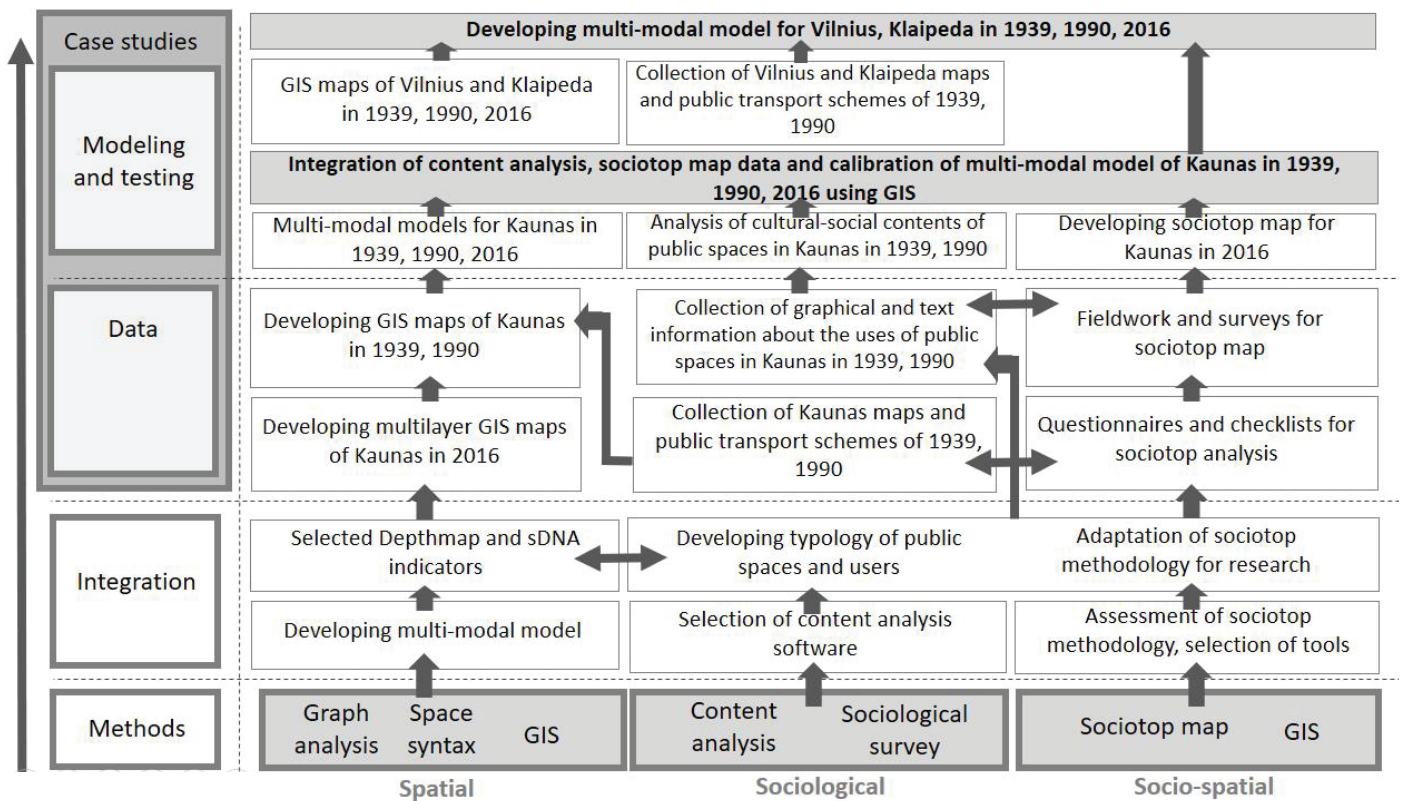 Case studies
Developing multi-modal model for Vilnius, Klaipeda in 1939, 1990, 2016
GIS maps of Vilnius and Klaipeda
in 1939, 1990, 2016
Collection of Vilnius and Klaipeda maps
and public transport schemes of 1939,
1990
Modeling
and testing
Integration of content analysis, sociotop map data and calibration of multi-modal model of Kaunas in 1939,
1990, 2016 using GIS
Multi-modal models for Kaunas in
1939, 1990, 2016
Analysis of cultural-social contents of
public spaces in Kaunas in 1939, 1990
Developing sociotop map for
Kaunas in 2016
Data
Developing GIS maps of Kaunas
in 1939, 1990
Collection of graphical and text
information about the uses of public
spaces in Kaunas in 1939, 1990
Fieldwork and surveys for
sociotop map
Developing multilayer GIS maps
of Kaunas in 2016
Collection of Kaunas maps and
public transport schemes of 1939,
1990
Questionnaires and checklists for
sociotop analysis
Integration
Selected Depthmap and sDNA
indicators
Developing typology of public
spaces and users
Adaptation of sociotop
methodology for research
Developing multi-modal model
Selection of content analysis
software
Assessment of sociotop
methodology, selection of tools
Methods
Graph
analysis
Space
syntax
GIS
Content
analysis
Sociological
survey
Sociotop map
GIS
Spatial
Sociological
Socio-spatial